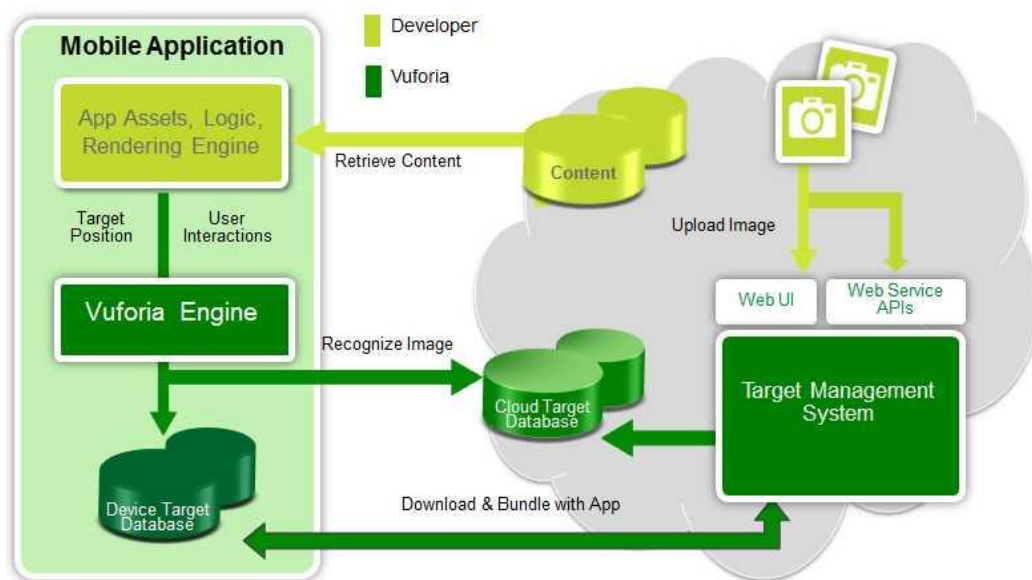 Mobile Application
Developer
Vuforia
App Assets, Logic,
Rendering Engine
Retrieve Content
Content
Target
Position
User
Interactions
Upload Image
Vuforia Engine
Web UI
Web Service
APIs
Recognize Image
Cloud Target
Database
Target Management
System
Device Target
Database
Download & Bundle with App